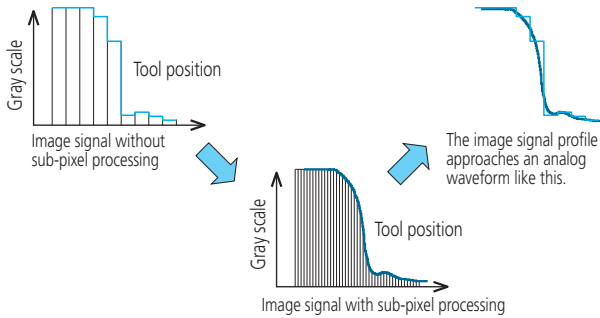 Gray scale
Tool position
Image signal without
sub-pixel processing
The image signal profile
approaches an analog
waveform like this.
Gray scale
Tool position
Image signal with sub-pixel processing